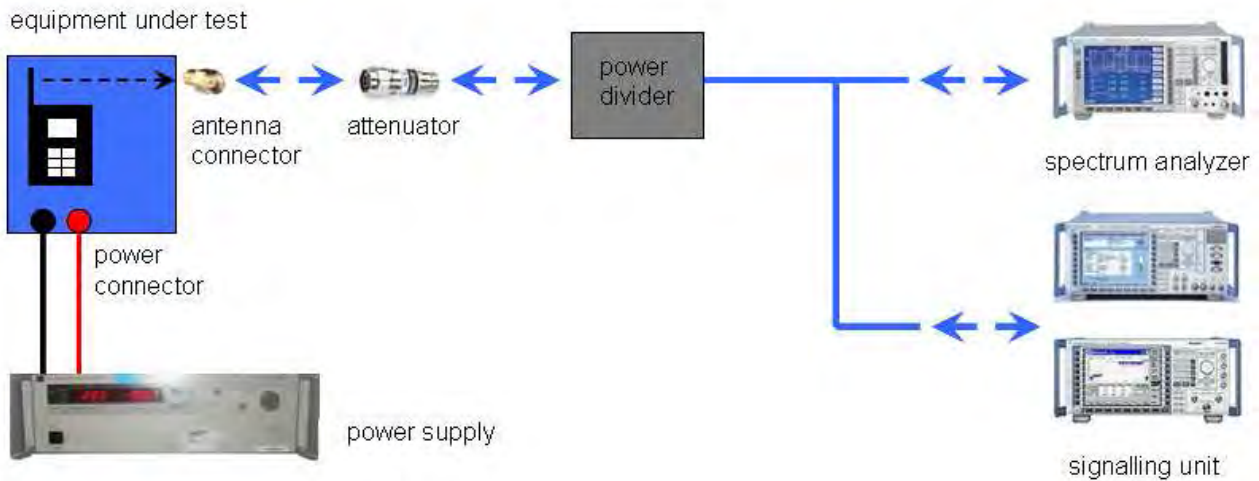 equipment under test
antenna
connector
attenuator
power
divider
spectrum analyzer
power
connector
power supply
signalling unit